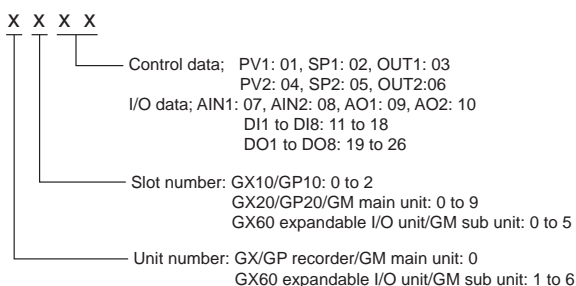 X X X X
Control data; PV1: 01, SP1: 02, OUT1: 03
PV2: 04, SP2: 05, OUT2:06
I/O data; AIN1: 07, AIN2: 08, AO1: 09, AO2: 10
DI1 to DI8: 11 to 18
DO1 to DO8: 19 to 26
Slot number: GX10/GP10: 0 to 2
GX20/GP20/GM main unit: 0 to 9
GX60 expandable I/O unit/GM sub unit: 0 to 5
Unit number: GX/GP recorder/GM main unit: 0
GX60 expandable I/O unit/GM sub unit: 1 to 6